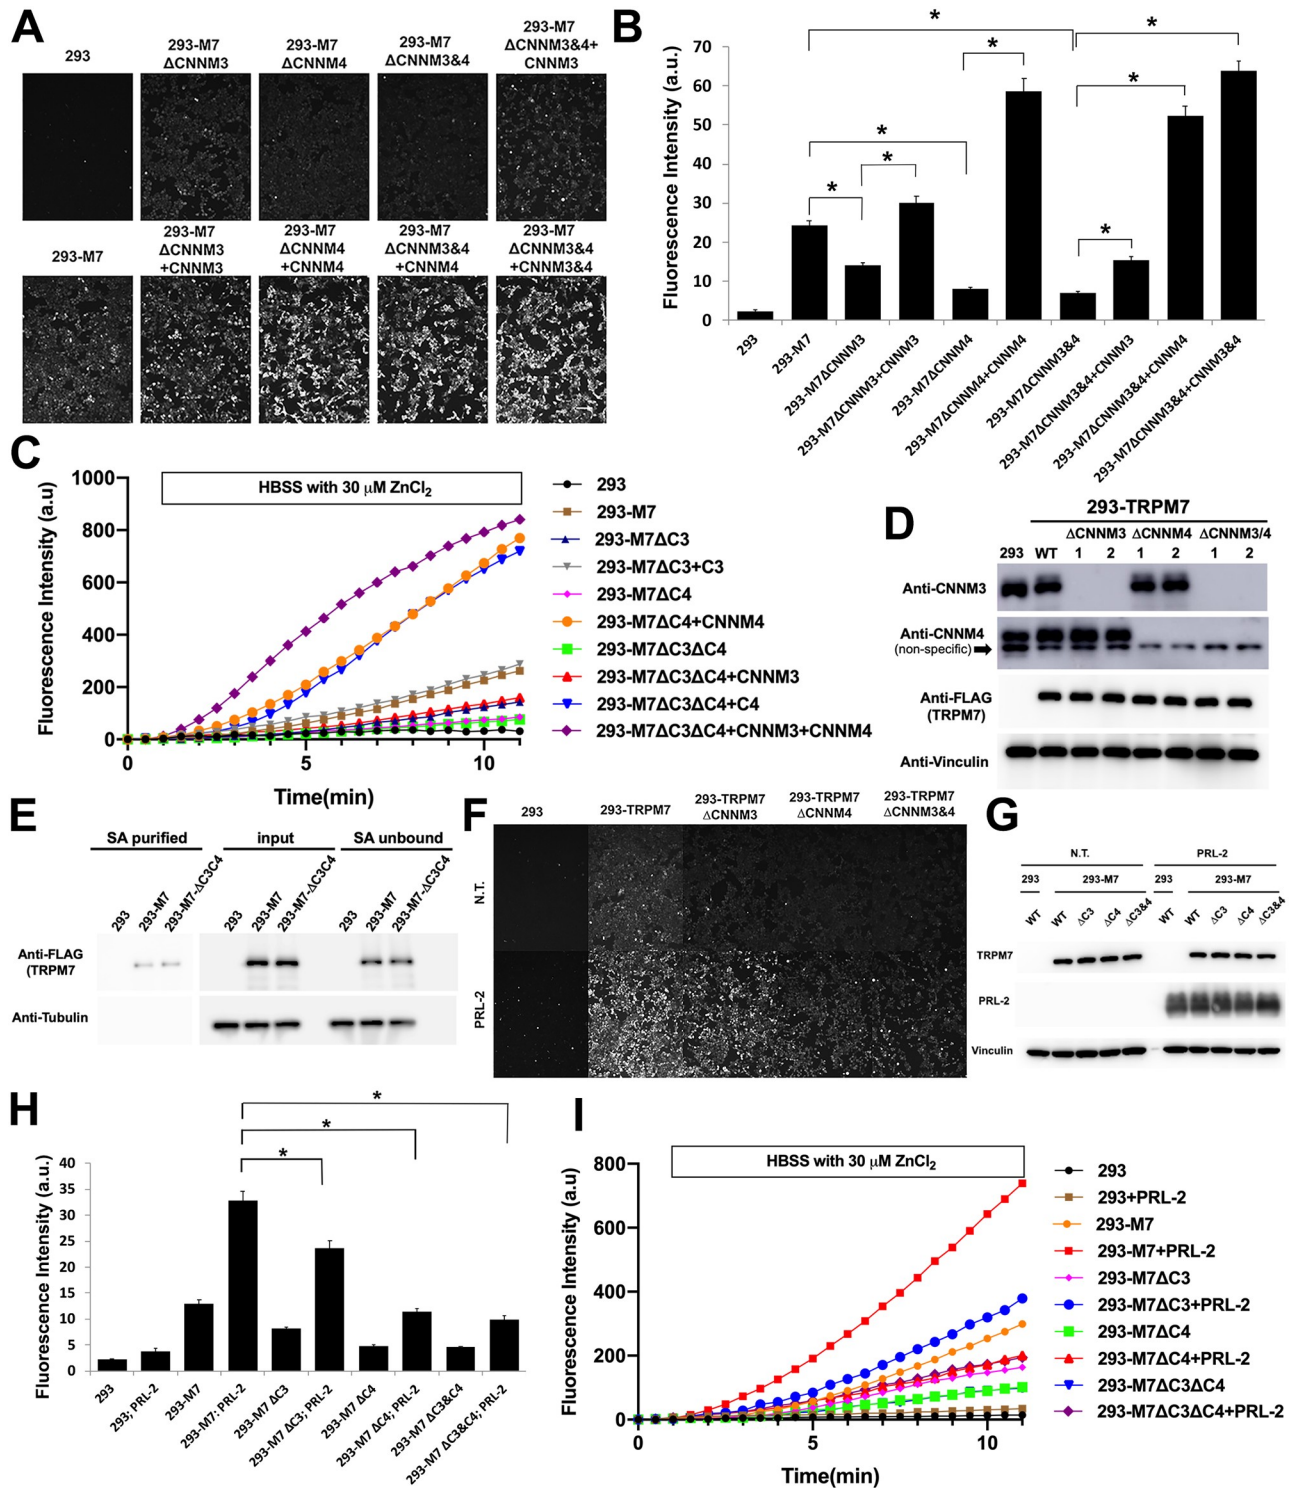 A
293
293-M7
ΔCNNM3
293-M7
ΔCNNM4
293-M7
ΔCNNM3&4
293-M7
ΔCNNM3&4+
CNNM3
293-M7
293-M7
ΔCNNM3
+CNNM3
293-M7
ΔCNNM4
+CNNM4
293-M7
ΔCNNM3&4
+CNNM4
293-M7
ΔCNNM3&4
+CNNM3&4
B
Fluorescence Intensity (a.u.)
70
60
50
40
30
20
10
0
*
*
*
*
*
*
*
*
293
293-M7
293-M7ΔCNNM3
293-M7ΔCNNM3+CNNM3
293-M7ΔCNNM4
293-M7ΔCNNM4+CNNM4
293-M7ΔCNNM3&4
293-M7ΔCNNM3&4+CNNM3
293-M7ΔCNNM3&4+CNNM4
293-M7ΔCNNM3&4+CNNM3&4
C
Fluorescence Intensity (a.u)
1000
800
600
400
200
0
HBSS with 30 μM ZnCl2
0
5
10
Time(min)
293
293-M7
293-M7ΔC3
293-M7ΔC3+C3
293-M7ΔC4
293-M7ΔC4+CNNM4
293-M7ΔC3ΔC4
293-M7ΔC3ΔC4+CNNM3
293-M7ΔC3ΔC4+C4
293-M7ΔC3ΔC4+CNNM3+CNNM4
D
293-TRPM7
ΔCNNM3 ΔCNNM4 ΔCNNM3/4
293 WT 1 2 1 2 1 2
Anti-CNNM3
Anti-CNNM4
(non-specific)
Anti-FLAG
(TRPM7)
Anti-Vinculin
E
SA purified
input
SA unbound
293
293-M7
293-M7-ΔC3C4
293
293-M7
293-M7-ΔC3C4
293
293-M7
293-M7-ΔC3C4
Anti-FLAG
(TRPM7
Anti-Tubulin
F
293
293-TRPM7
293-TRPM7
ΔCNNM3
293-TRPM7
ΔCNNM4
293-TRPM7
ΔCNNM3&4
N.T.
PRL-2
G
N.T.
PRL-2
293
293-M7
293
293-M7
WT
WT
ΔC3
ΔC4
ΔC3&4
WT
WT
ΔC3
ΔC4
ΔC3&4
TRPM7
PRL-2
Vinculin
H
Fluorescence Intensity (a.u.)
40
35
30
25
20
15
10
5
0
*
*
*
293
293; PRL-2
293-M7
293-M7: PRL-2
293-M7 ΔC3
293-M7 ΔC3; PRL-2
293-M7 ΔC4
293-M7 ΔC4; PRL-2
293-M7 ΔC3&C4
293-M7 ΔC3&C4; PRL-2
I
Fluorescence Intensity (a.u)
800
600
400
200
0
HBSS with 30 μM ZnCl2
0
5
10
Time(min)
293
293+PRL-2
293-M7
293-M7+PRL-2
293-M7ΔC3
293-M7ΔC3+PRL-2
293-M7ΔC4
293-M7ΔC4+PRL-2
293-M7ΔC3ΔC4
293-M7ΔC3ΔC4+PRL-2